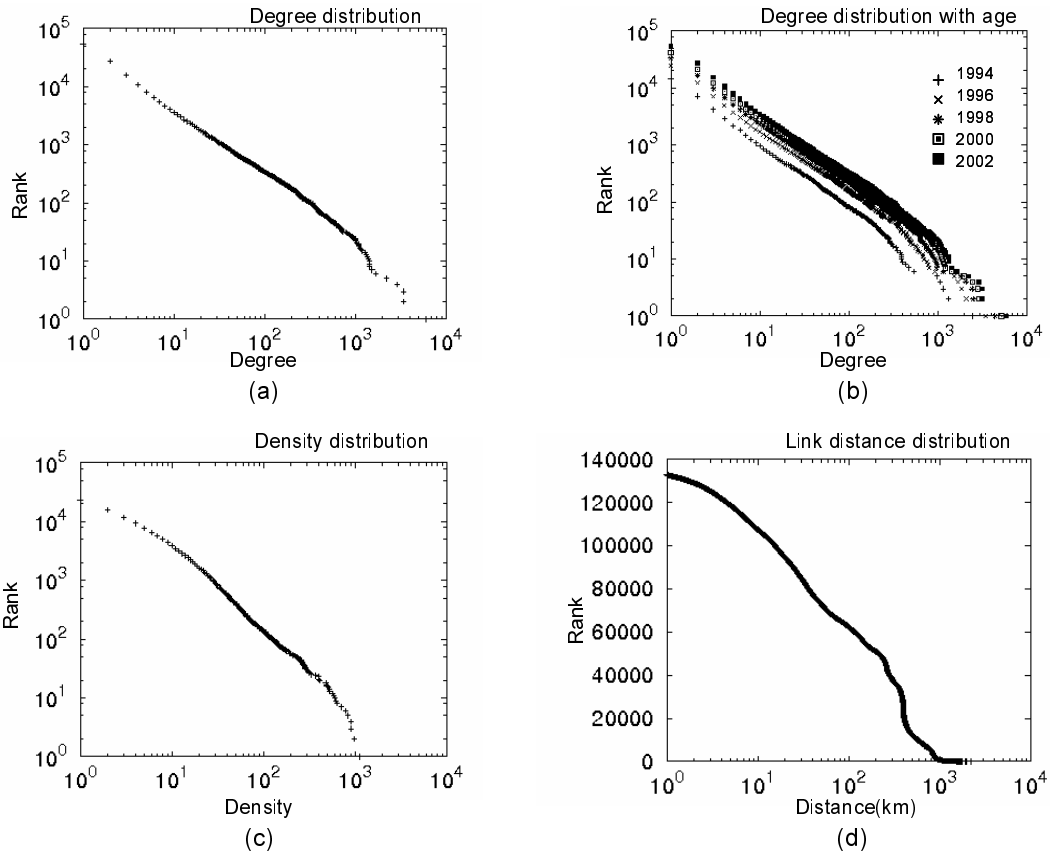 Degree distribution
10^5
10^4
10^3
10^2
10^1
10^0
Rank
10^0 10^1 10^2 10^3 10^4
Degree
(a)
Degree distribution with age
10^5
10^4
10^3
10^2
10^1
10^0
Rank
1994
1996
1998
2000
2002
10^0 10^1 10^2 10^3 10^4
Degree
(b)
Density distribution
10^5
10^4
10^3
10^2
10^1
10^0
Rank
10^0 10^1 10^2 10^3 10^4
Density
(c)
Link distance distribution
140000
120000
100000
80000
60000
40000
20000
0
Rank
10^0 10^1 10^2 10^3 10^4
Distance(km)
(d)